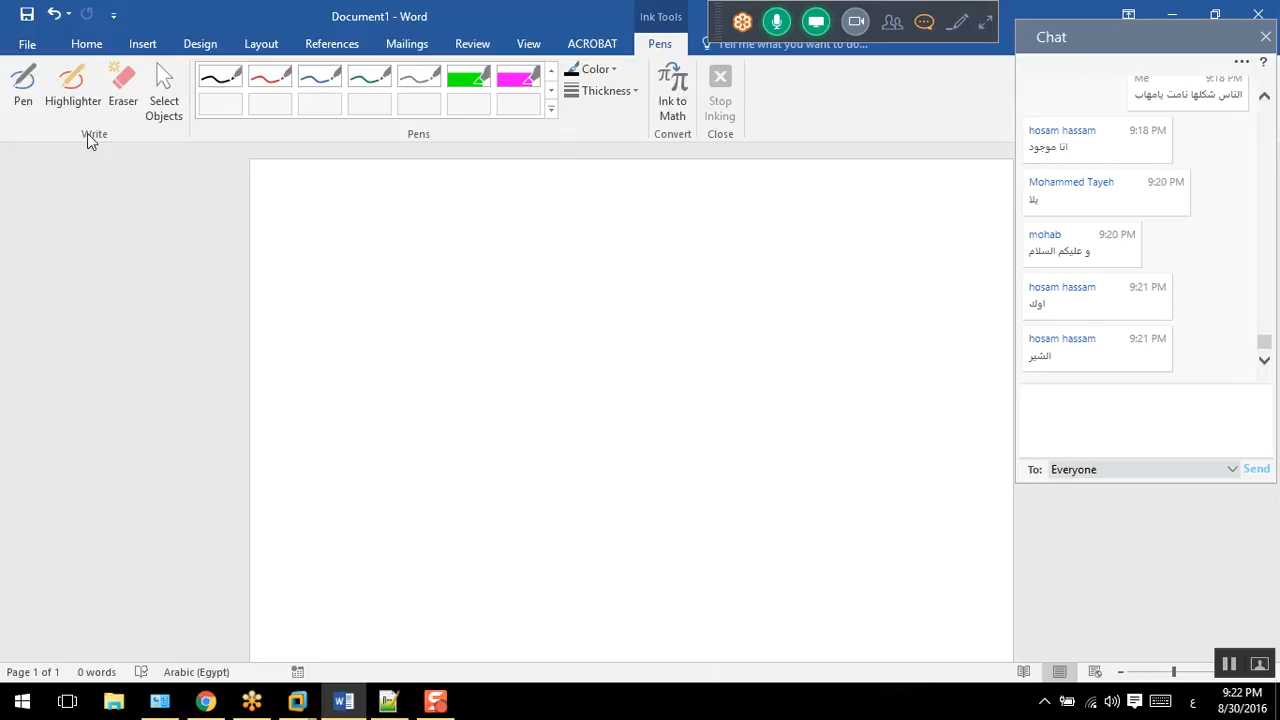 Document1 - Word
Ink Tools
File
Home
Insert
Design
Layout
References
Mailings
Review
View
ACROBAT
Pens
Tell me what you want to do...
Pen
Highlighter
Eraser
Select Objects
Color
Thickness
Ink to Math
Stop Inking
Write
Pens
Convert
Close
Chat
Me 9:18 PM
الناس شكلها نامت يامهاب
hosam hassam 9:18 PM
انا موجود
Mohammed Tayeh 9:20 PM
يلا
mohab 9:20 PM
و عليكم السلام
hosam hassam 9:21 PM
اوك
hosam hassam 9:21 PM
الشير
To: Everyone Send
Page 1 of 1
0 words
Arabic (Egypt)
ع
9:22 PM
8/30/2016